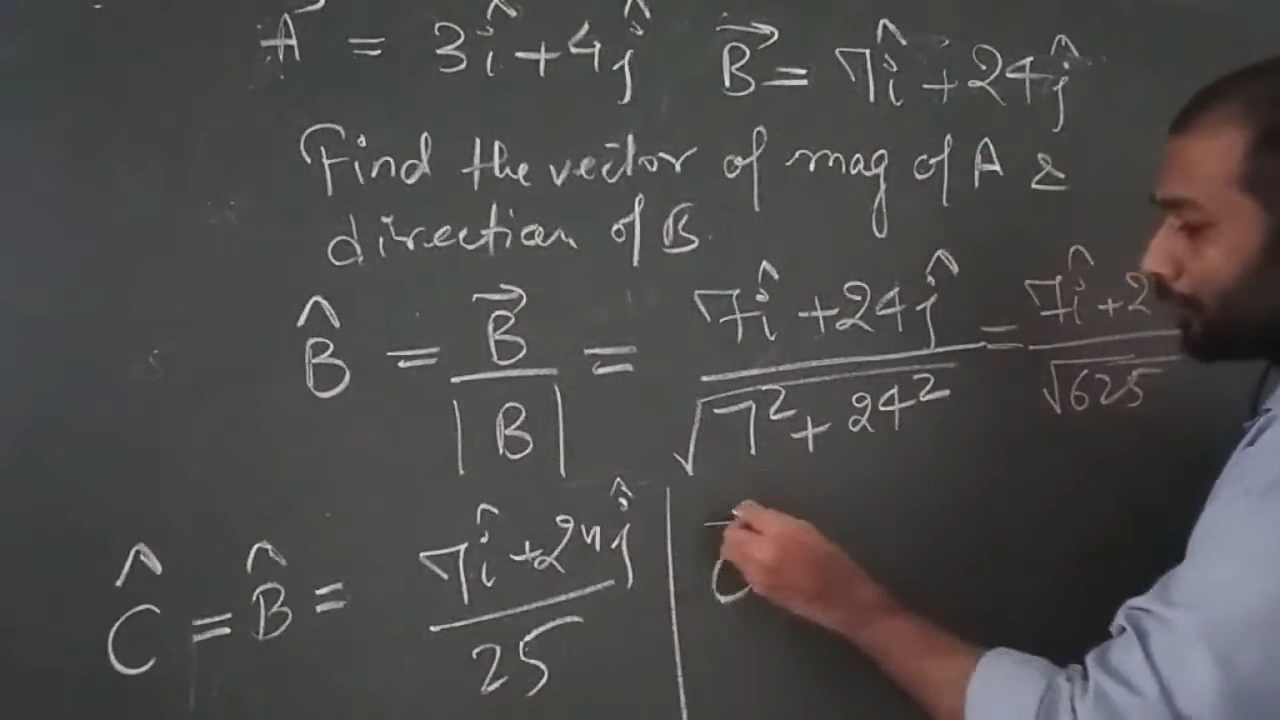 A⃗ = 3î + 4ĵ B⃗ = 7î + 24ĵ
Find the vector of mag of A &
direction of B.
B̂ = B⃗ / |B| = (7î + 24ĵ) / √(7² + 24²) = (7î + 2 / √625
Ĉ = B̂ = (7î + 24ĵ) / 25 | C